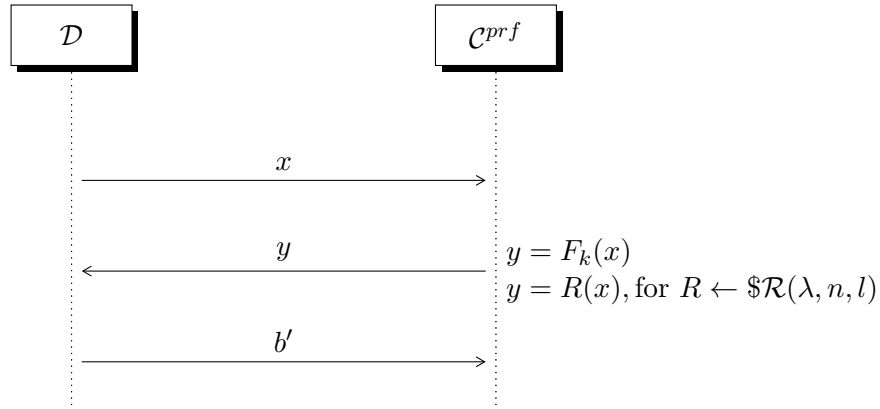 𝒟 𝒞^{prf}
x
y
y = F_k(x)
y = R(x), for R ← $ℛ(λ, n, l)
b′